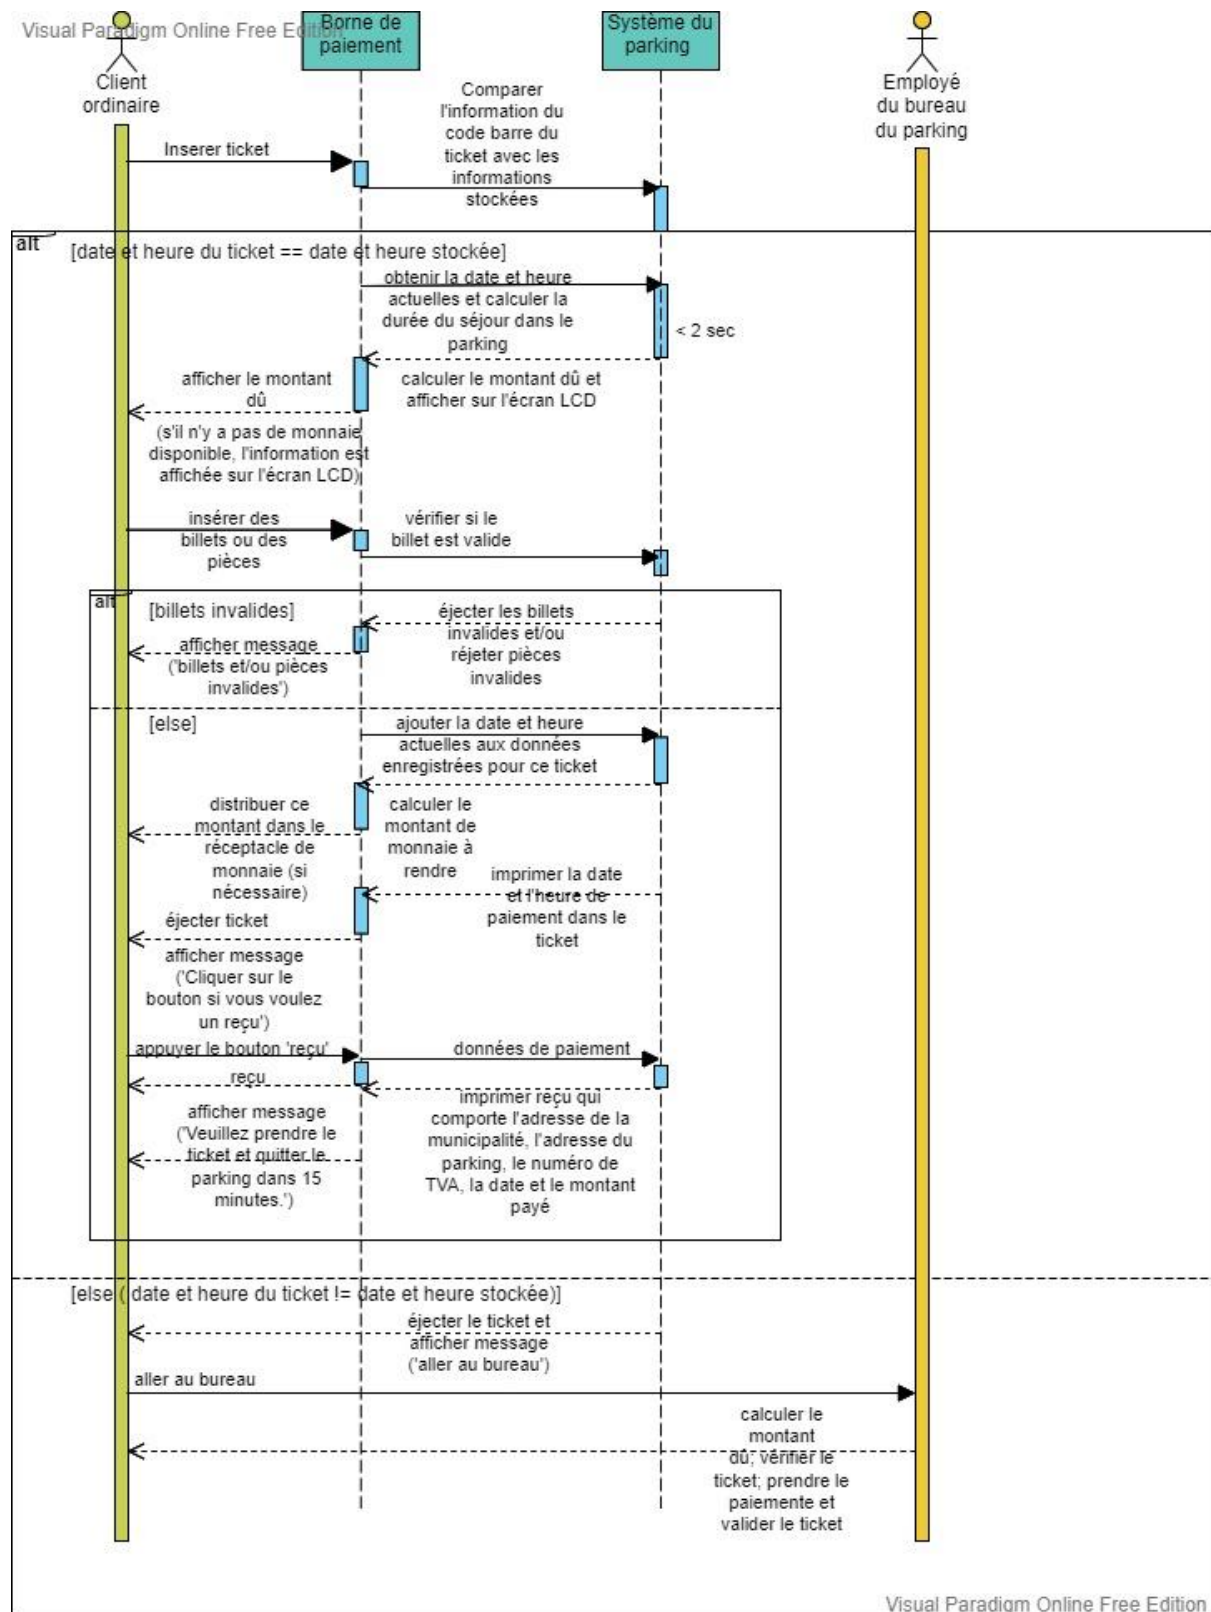 Visual Paradigm Online Free Edition
Borne de
paiement
Système du
parking
Client
ordinaire
Employé
du bureau
du parking
Comparer
l'information du
code barre du
ticket avec les
informations
stockées
Inserer ticket
alt
[date et heure du ticket == date et heure stockée]
obtenir la date et heure
actuelles et calculer la
durée du séjour dans le
parking
< 2 sec
afficher le montant
dû
calculer le montant dû et
afficher sur l'écran LCD
(s'il n'y a pas de monnaie
disponible, l'information est
affichée sur l'écran LCD)
insérer des
billets ou des
pièces
vérifier si le
billet est valide
alt
[billets invalides]
éjecter les billets
invalides et/ou
réjeter pièces
invalides
afficher message
('billets et/ou pièces
invalides')
[else]
ajouter la date et heure
actuelles aux données
enregistrées pour ce ticket
distribuer ce
montant dans le
réceptacle de
monnaie (si
nécessaire)
calculer le
montant de
monnaie à
rendre
imprimer la date
et l'heure de
paiement dans le
ticket
éjecter ticket
afficher message
('Cliquer sur le
bouton si vous voulez
un reçu')
appuyer le bouton 'reçu'
données de paiement
reçu
imprimer reçu qui
comporte l'adresse de la
municipalité, l'adresse du
parking, le numéro de
TVA, la date et le montant
payé
afficher message
('Veuillez prendre le
ticket et quitter le
parking dans 15
minutes.')
[else ( date et heure du ticket != date et heure stockée)]
éjecter le ticket et
afficher message
('aller au bureau')
aller au bureau
calculer le
montant
dû; vérifier le
ticket; prendre le
paiemente et
valider le ticket
Visual Paradigm Online Free Edition